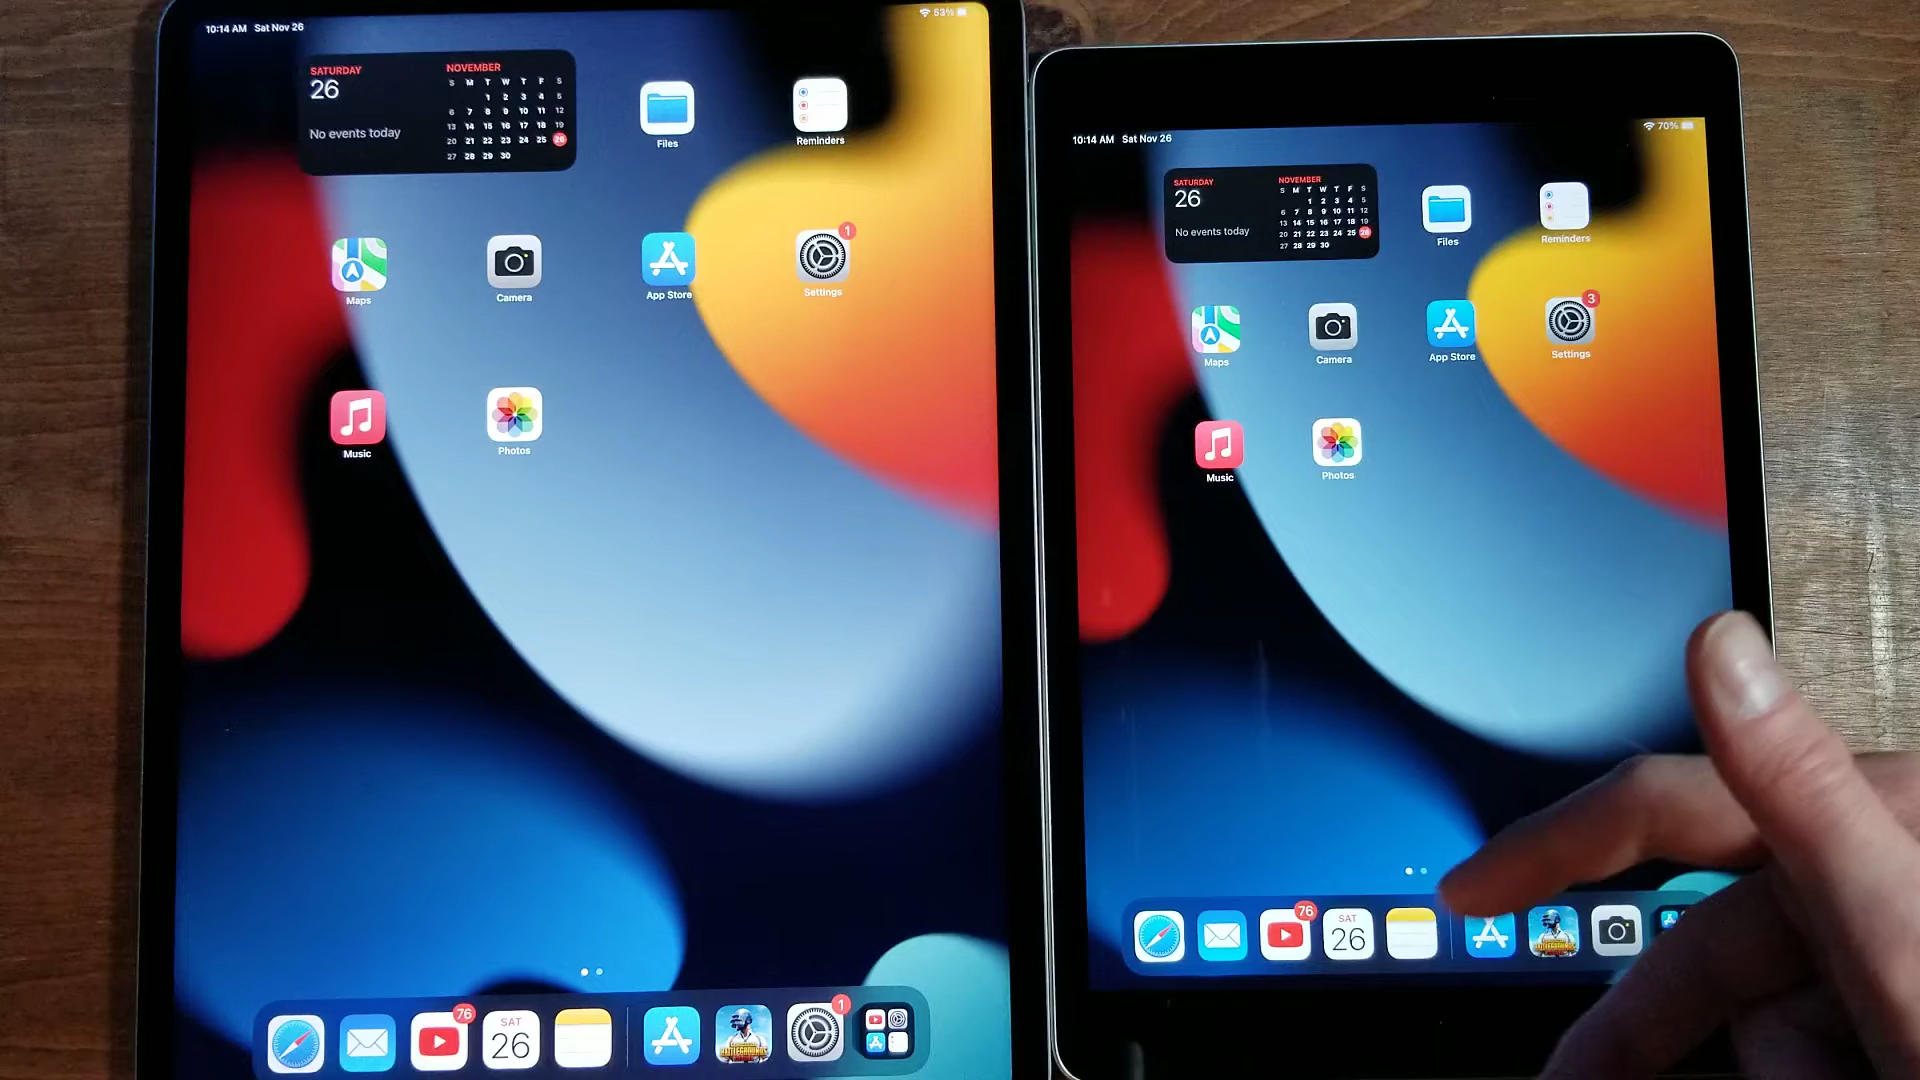 10:14 AM Sat Nov 26
53%
SATURDAY
26
No events today
NOVEMBER
S M T W T F S
1 2 3 4 5
6 7 8 9 10 11 12
13 14 15 16 17 18 19
20 21 22 23 24 25 26
27 28 29 30
Files
Reminders
Maps
Camera
App Store
1
Settings
Music
Photos
76
SAT
26
BATTLEGROUNDS
1
10:14 AM Sat Nov 26
70%
SATURDAY
26
No events today
NOVEMBER
S M T W T F S
1 2 3 4 5
6 7 8 9 10 11 12
13 14 15 16 17 18 19
20 21 22 23 24 25 26
27 28 29 30
Files
Reminders
Maps
Camera
App Store
3
Settings
Music
Photos
76
SAT
26